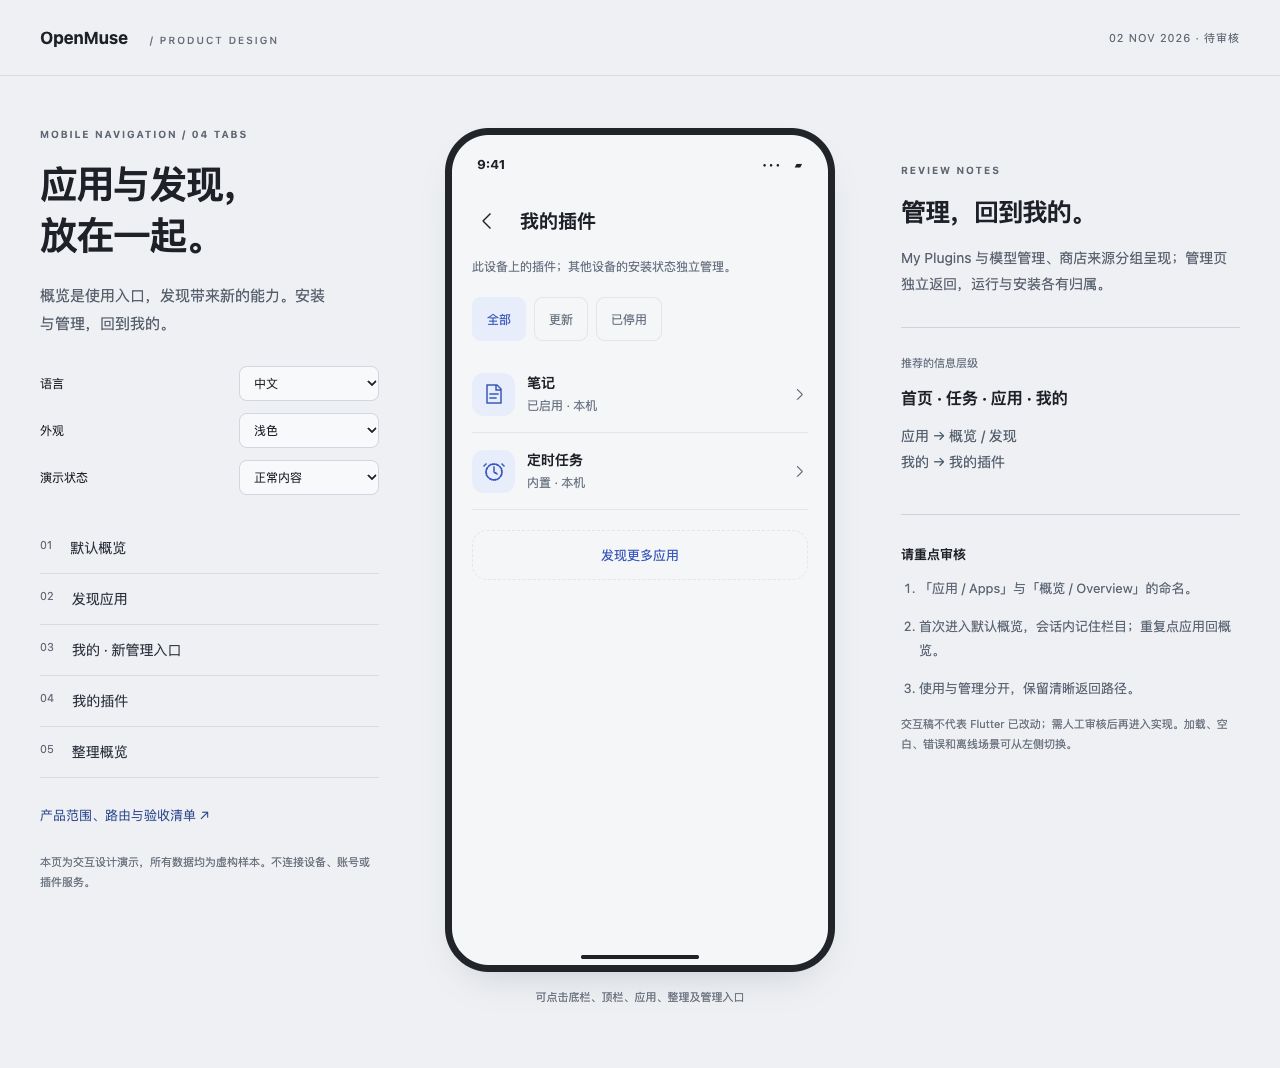 OpenMuse / PRODUCT DESIGN
02 NOV 2026 · 待审核
MOBILE NAVIGATION / 04 TABS
应用与发现，
放在一起。
概览是使用入口，发现带来新的能力。安装
与管理，回到我的。
语言 中文
外观 浅色
演示状态 正常内容
01 默认概览
02 发现应用
03 我的 · 新管理入口
04 我的插件
05 整理概览
产品范围、路由与验收清单 ↗
本页为交互设计演示，所有数据均为虚构样本。不连接设备、账号或
插件服务。
9:41
我的插件
此设备上的插件；其他设备的安装状态独立管理。
全部 更新 已停用
笔记
已启用 · 本机
定时任务
内置 · 本机
发现更多应用
可点击底栏、顶栏、应用、整理及管理入口
REVIEW NOTES
管理，回到我的。
My Plugins 与模型管理、商店来源分组呈现；管理页
独立返回，运行与安装各有归属。
推荐的信息层级
首页 · 任务 · 应用 · 我的
应用 → 概览 / 发现
我的 → 我的插件
请重点审核
1. 「应用 / Apps」与「概览 / Overview」的命名。
2. 首次进入默认概览，会话内记住栏目；重复点应用回概
览。
3. 使用与管理分开，保留清晰返回路径。
交互稿不代表 Flutter 已改动；需人工审核后再进入实现。加载、空
白、错误和离线场景可从左侧切换。